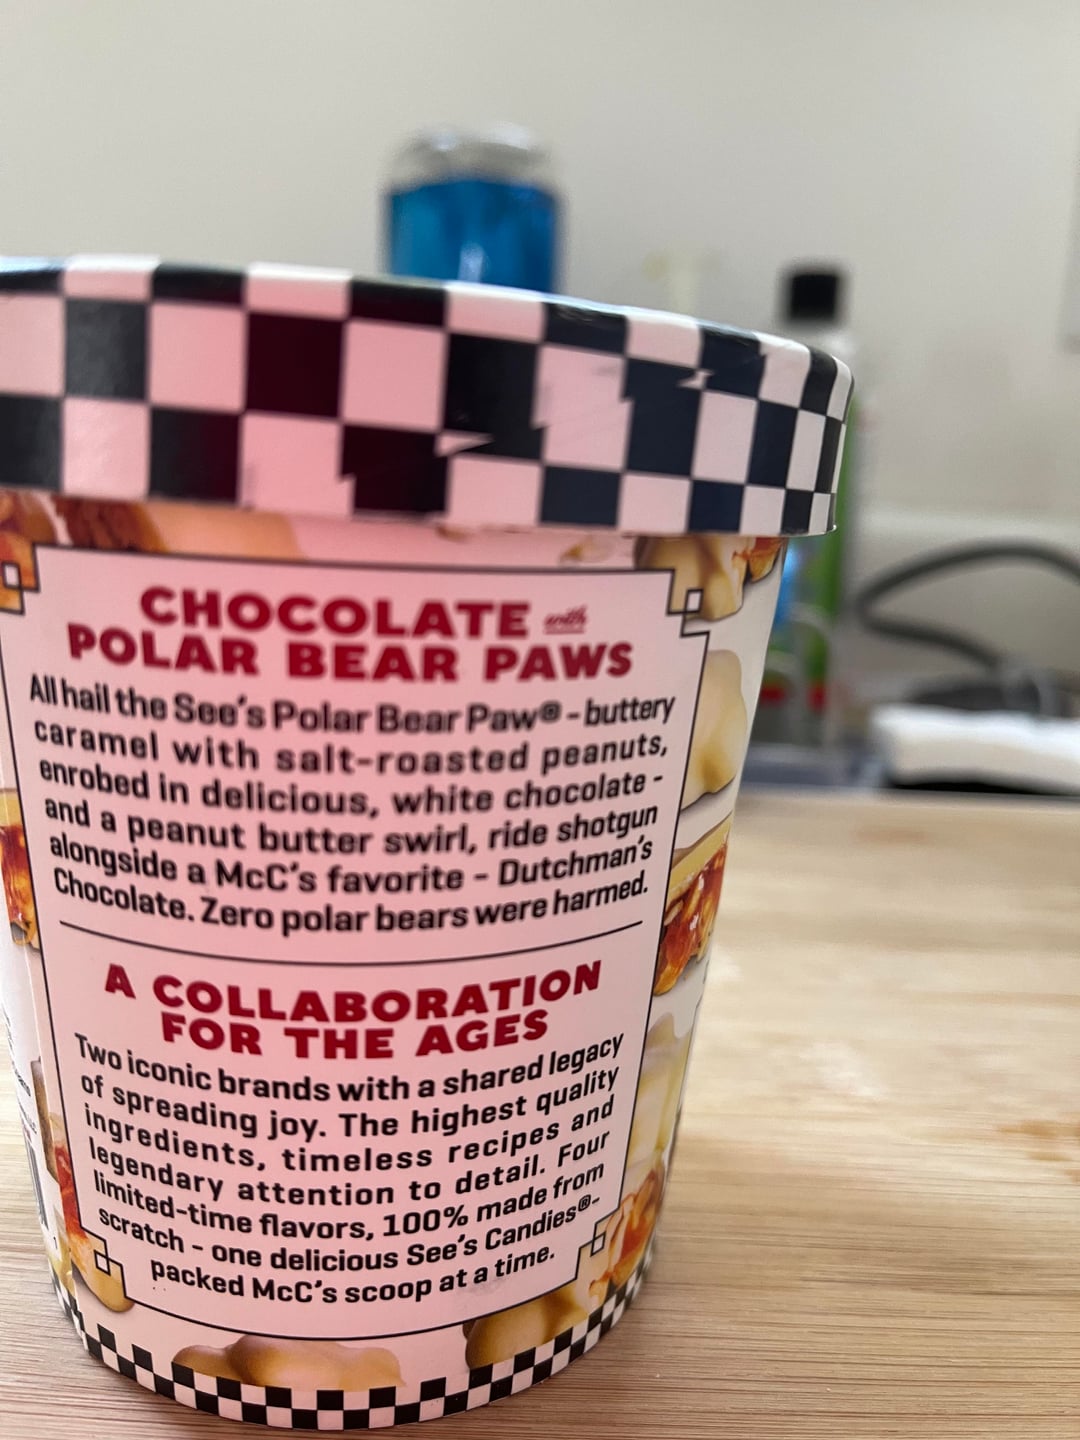 CHOCOLATE with
POLAR BEAR PAWS
All hail the See's Polar Bear Paw® - buttery
caramel with salt-roasted peanuts,
enrobed in delicious, white chocolate -
and a peanut butter swirl, ride shotgun
alongside a McC's favorite - Dutchman's
Chocolate. Zero polar bears were harmed.
A COLLABORATION
FOR THE AGES
Two iconic brands with a shared legacy
of spreading joy. The highest quality
ingredients, timeless recipes and
legendary attention to detail. Four
limited-time flavors, 100% made from
scratch - one delicious See's Candies®-
packed McC's scoop at a time.